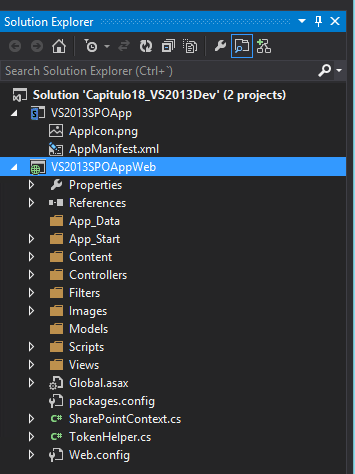 Solution Explorer
Search Solution Explorer (Ctrl+`)
Solution 'Capitulo18_VS2013Dev' (2 projects)
VS2013SPOApp
AppIcon.png
AppManifest.xml
VS2013SPOAppWeb
Properties
References
App_Data
App_Start
Content
Controllers
Filters
Images
Models
Scripts
Views
Global.asax
packages.config
C# SharePointContext.cs
C# TokenHelper.cs
Web.config